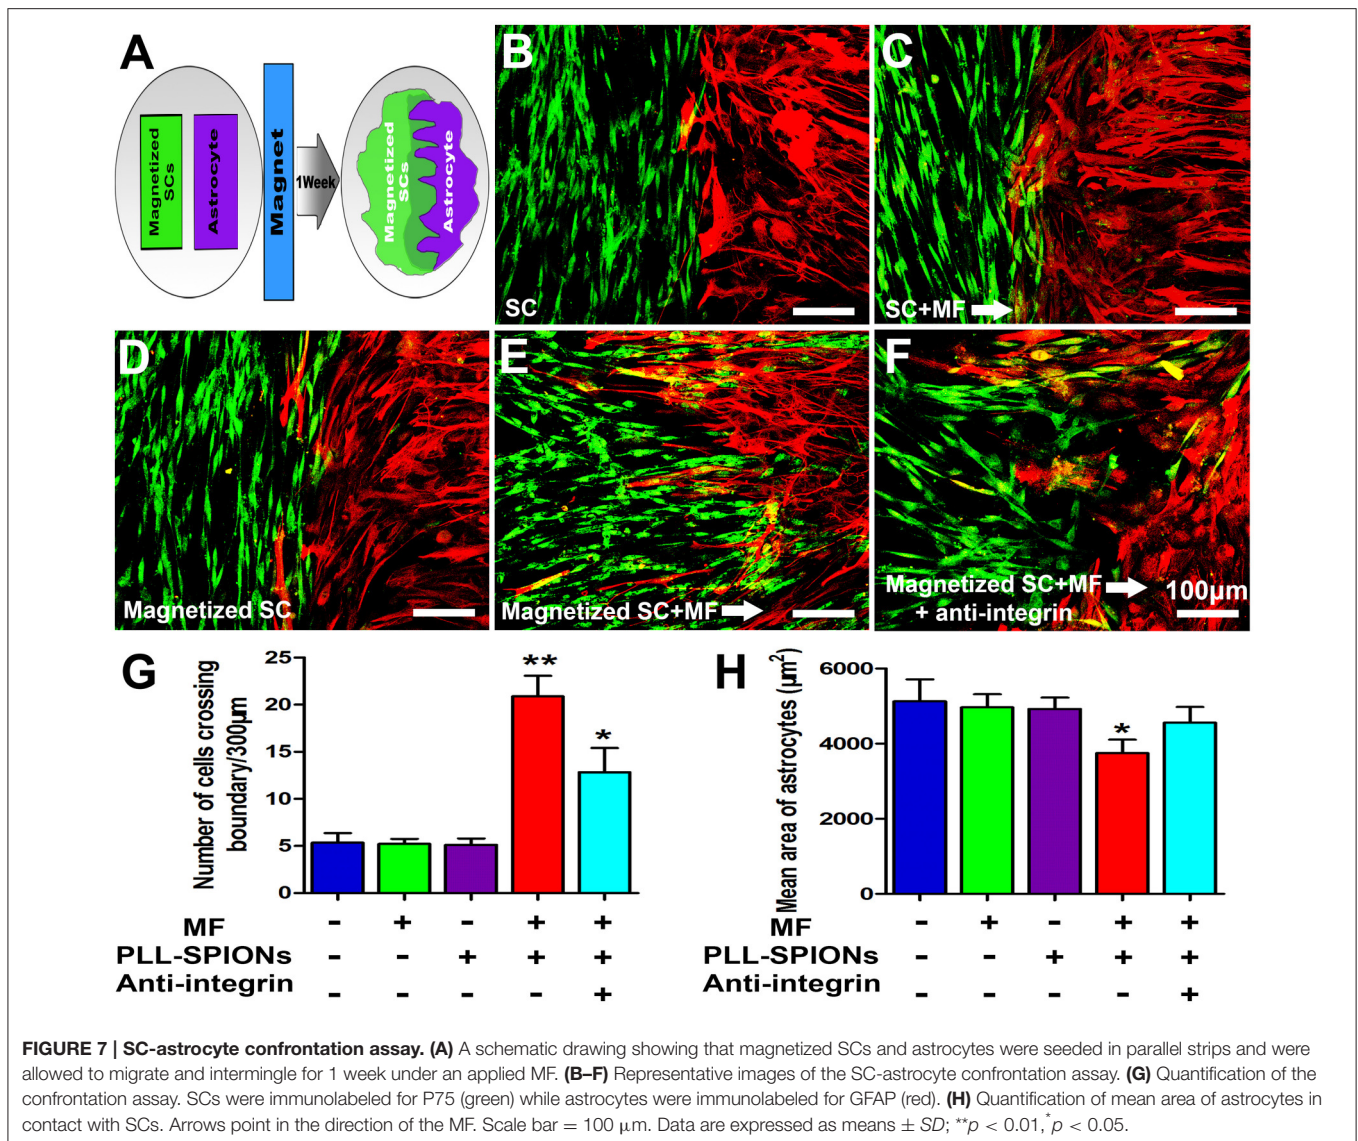 A
Magnetized
SCs
Astrocyte
Magnet
1Week
Magnetized
SCs
Astrocyte
B
SC
C
SC+MF
D
Magnetized SC
E
Magnetized SC+MF
F
Magnetized SC+MF
+ anti-integrin
100µm
G
Number of cells crossing
boundary/300µm
25
20
15
10
5
0
**
*
MF - + - + +
PLL-SPIONs - - + + +
Anti-integrin - - - - +
H
Mean area of astrocytes (µm²)
6000
4000
2000
0
*
MF - + - + +
PLL-SPIONs - - + + +
Anti-integrin - - - - +
FIGURE 7 | SC-astrocyte confrontation assay. (A) A schematic drawing showing that magnetized SCs and astrocytes were seeded in parallel strips and were
allowed to migrate and intermingle for 1 week under an applied MF. (B–F) Representative images of the SC-astrocyte confrontation assay. (G) Quantification of the
confrontation assay. SCs were immunolabeled for P75 (green) while astrocytes were immunolabeled for GFAP (red). (H) Quantification of mean area of astrocytes in
contact with SCs. Arrows point in the direction of the MF. Scale bar = 100 µm. Data are expressed as means ± SD; **p < 0.01, *p < 0.05.